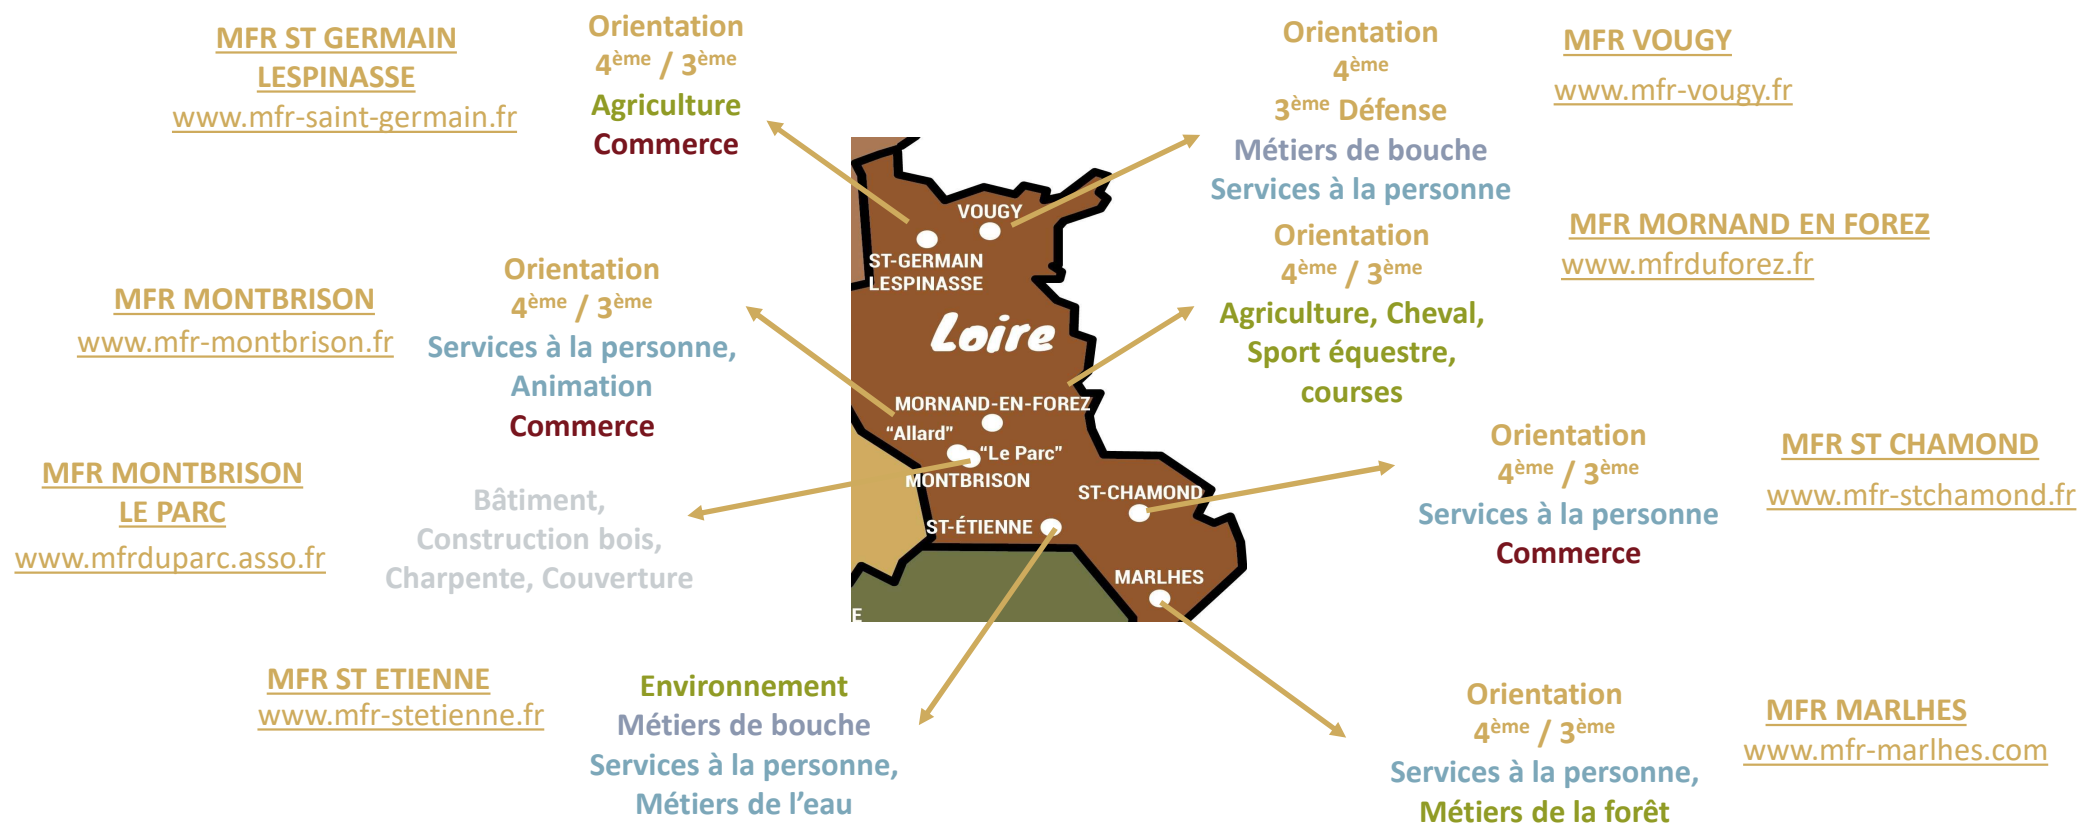 MFR ST GERMAIN
LESPINASSE
www.mfr-saint-germain.fr
Orientation
4ème / 3ème
Agriculture
Commerce
Orientation
4ème
3ème Défense
Métiers de bouche
Services à la personne
MFR VOUGY
www.mfr-vougy.fr
MFR MONTBRISON
www.mfr-montbrison.fr
Orientation
4ème / 3ème
Services à la personne,
Animation
Commerce
Orientation
4ème / 3ème
Agriculture, Cheval,
Sport équestre,
courses
MFR MORNAND EN FOREZ
www.mfrduforez.fr
VOUGY
ST-GERMAIN
LESPINASSE
Loire
MORNAND-EN-FOREZ
"Allard"
"Le Parc"
MONTBRISON
ST-CHAMOND
ST-ÉTIENNE
MARLHES
E
MFR MONTBRISON
LE PARC
www.mfrduparc.asso.fr
Bâtiment,
Construction bois,
Charpente, Couverture
Orientation
4ème / 3ème
Services à la personne
Commerce
MFR ST CHAMOND
www.mfr-stchamond.fr
MFR ST ETIENNE
www.mfr-stetienne.fr
Environnement
Métiers de bouche
Services à la personne,
Métiers de l'eau
Orientation
4ème / 3ème
Services à la personne,
Métiers de la forêt
MFR MARLHES
www.mfr-marlhes.com